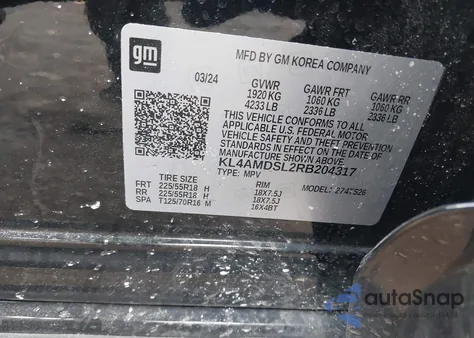 gm
MFD BY GM KOREA COMPANY
03/24 GVWR GAWR FRT GAWR RR
1920 KG 1060 KG 1060 KG
4233 LB 2336 LB 2336 LB
THIS VEHICLE CONFORMS TO ALL
APPLICABLE U.S. FEDERAL MOTOR
VEHICLE SAFETY, BUMPER, AND THEFT PREVENTION
STANDARDS IN EFFECT ON THE DATE OF
MANUFACTURE SHOWN ABOVE.
KL4AMDSL2RB204317
TYPE: MPV
TIRE SIZE RIM MODEL:
FRT 225/55R18 H 18X7.5J
RR 225/55R18 H 18X7.5J
SPA T125/70R16 M 16X4BT
autoSnap